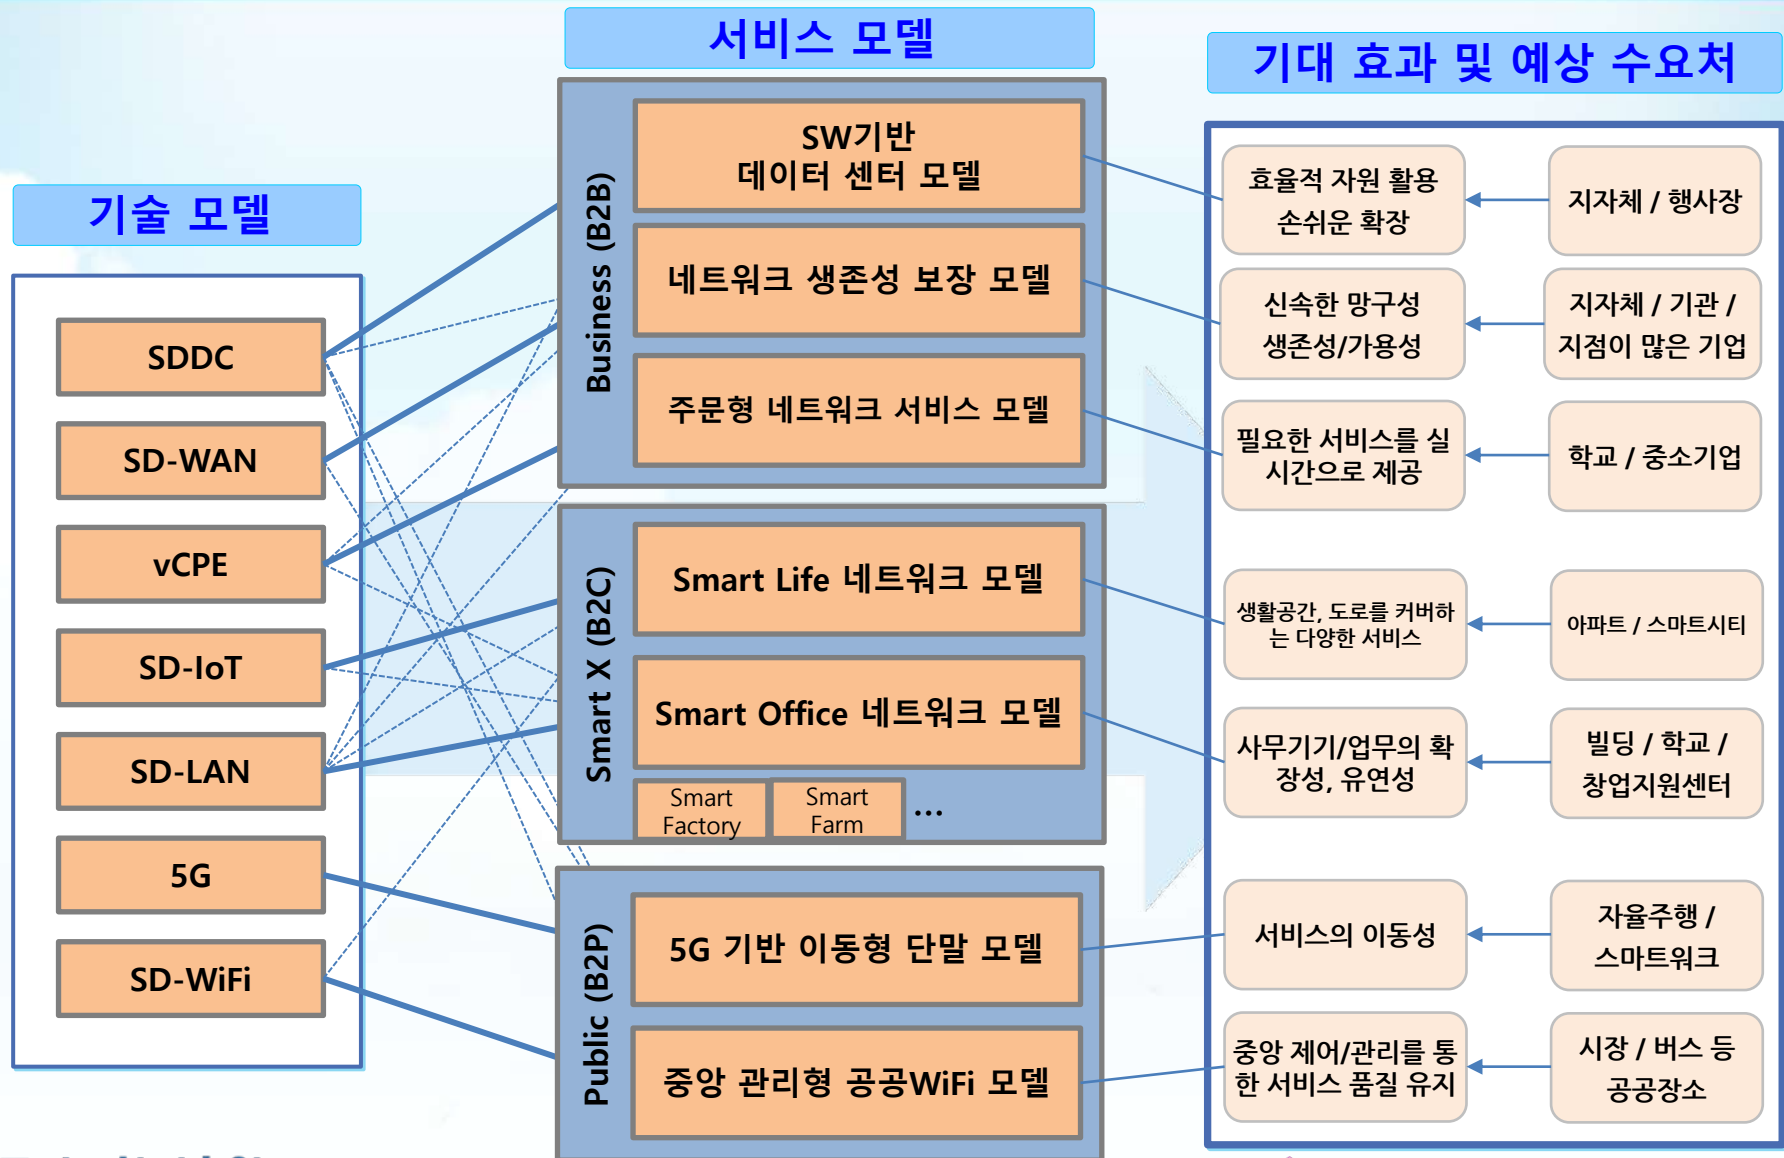 서비스 모델
기대 효과 및 예상 수요처
기술 모델
SDDC
SD-WAN
vCPE
SD-IoT
SD-LAN
5G
SD-WiFi
Business (B2B)
SW기반
데이터 센터 모델
네트워크 생존성 보장 모델
주문형 네트워크 서비스 모델
Smart X (B2C)
Smart Life 네트워크 모델
Smart Office 네트워크 모델
Smart
Factory
Smart
Farm
...
Public (B2P)
5G 기반 이동형 단말 모델
중앙 관리형 공공WiFi 모델
효율적 자원 활용
손쉬운 확장
지자체 / 행사장
신속한 망구성
생존성/가용성
지자체 / 기관 /
지점이 많은 기업
필요한 서비스를 실
시간으로 제공
학교 / 중소기업
생활공간, 도로를 커버하
는 다양한 서비스
아파트 / 스마트시티
사무기기/업무의 확
장성, 유연성
빌딩 / 학교 /
창업지원센터
서비스의 이동성
자율주행 /
스마트워크
중앙 제어/관리를 통
한 서비스 품질 유지
시장 / 버스 등
공공장소